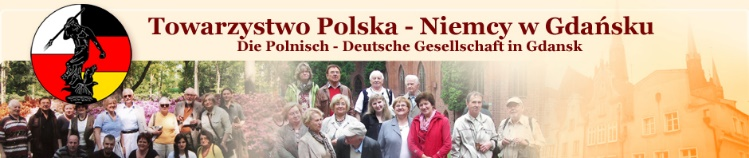 Towarzystwo Polska - Niemcy w Gdańsku
Die Polnisch - Deutsche Gesellschaft in Gdansk